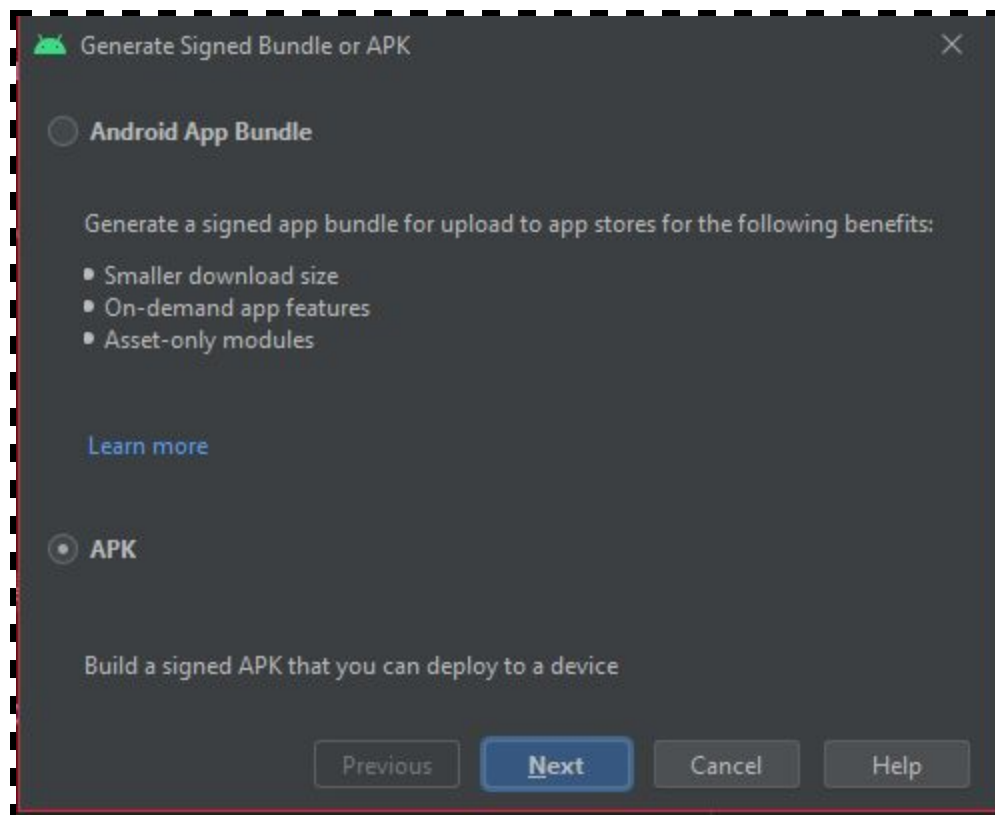 Generate Signed Bundle or APK
Android App Bundle
Generate a signed app bundle for upload to app stores for the following benefits:
Smaller download size
On-demand app features
Asset-only modules
Learn more
APK
Build a signed APK that you can deploy to a device
Previous Next Cancel Help